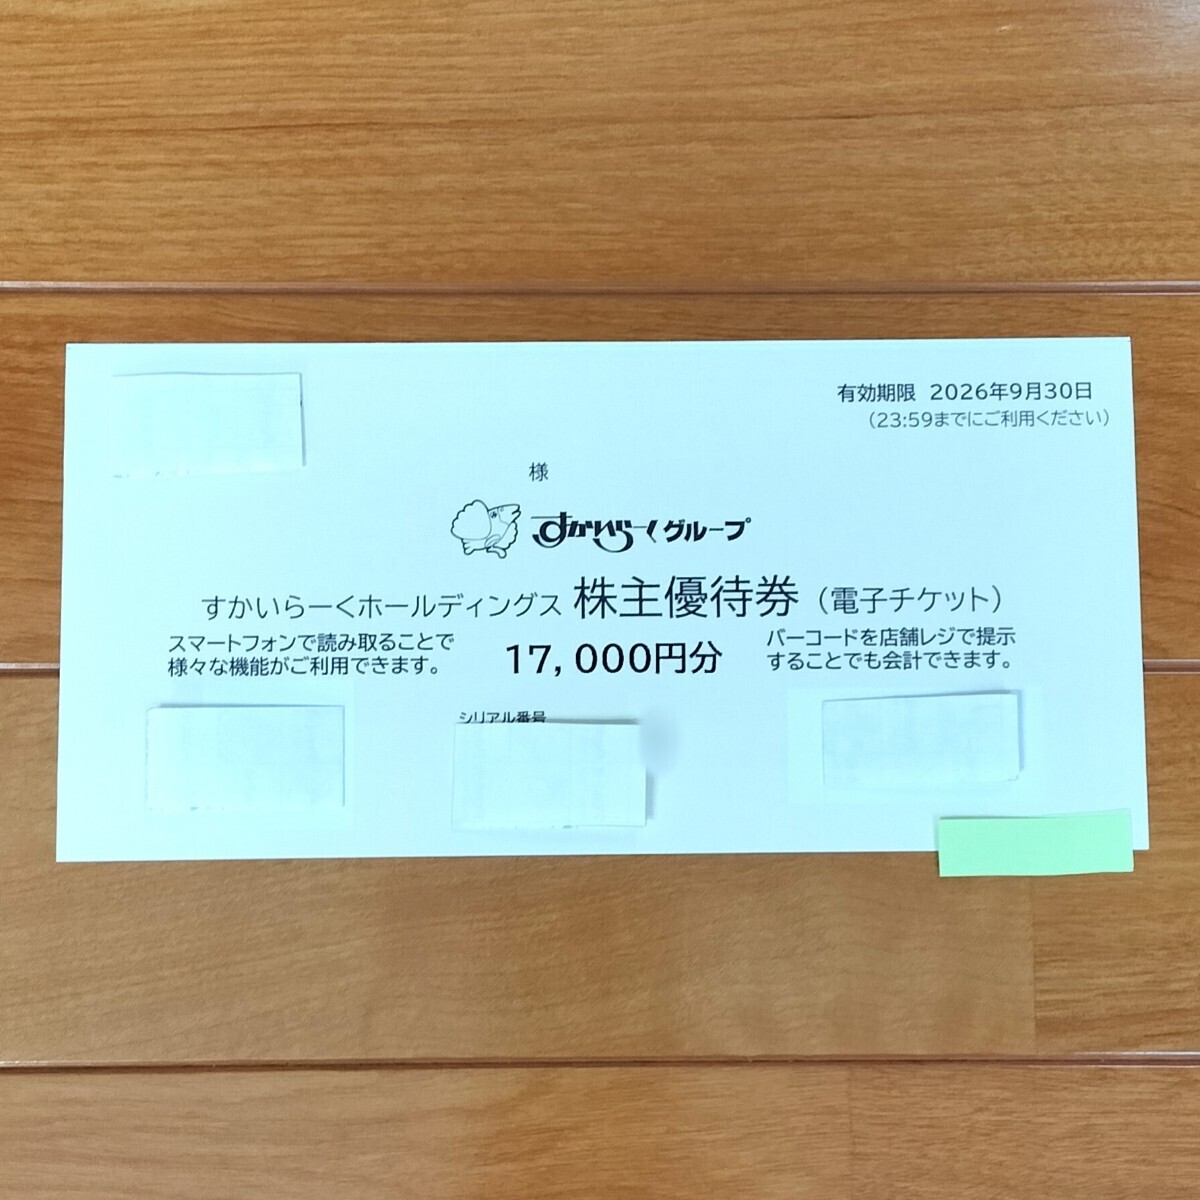 有効期限 2026年9月30日
(23:59までにご利用ください)
様
すかいらーくグループ
すかいらーくホールディングス 株主優待券(電子チケット)
スマートフォンで読み取ることで
様々な機能がご利用できます。
17,000円分
バーコードを店舗レジで提示
することでも会計できます。
シリアル番号